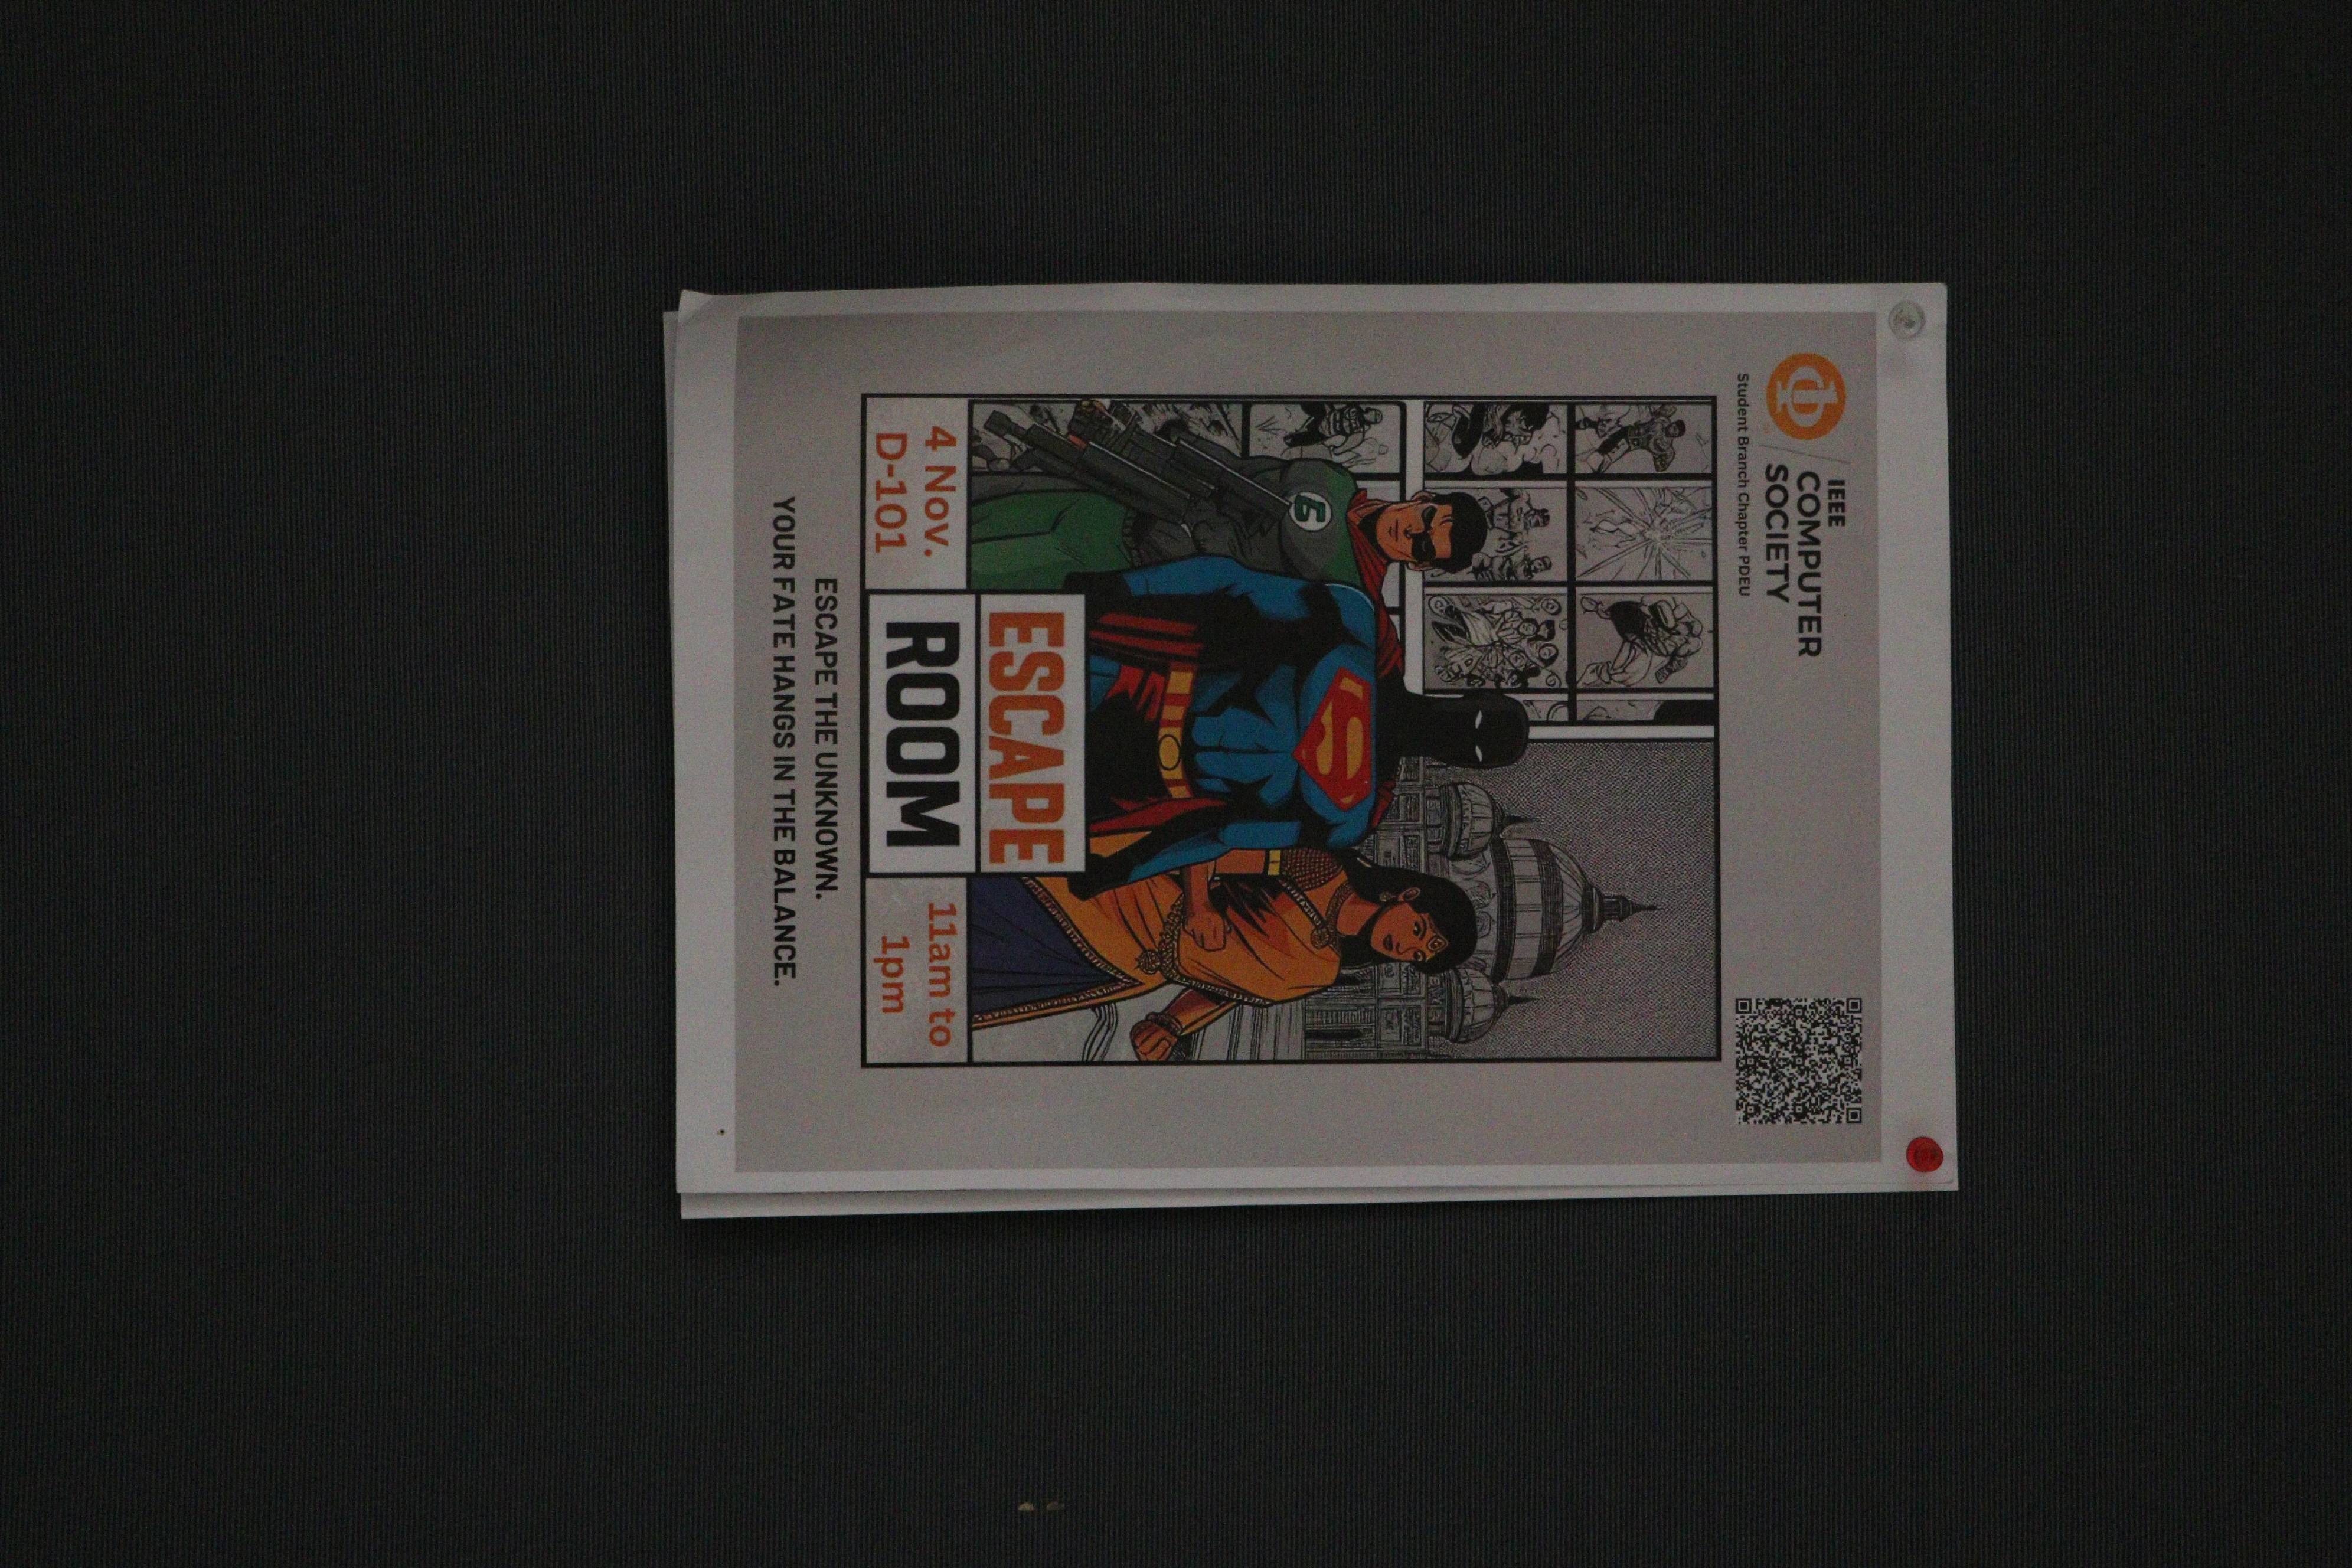 IEEE
COMPUTER
SOCIETY
Student Branch Chapter PDEU
S
4 Nov.
D-101
ESCAPE
ROOM
11am to
1pm
ESCAPE THE UNKNOWN.
YOUR FATE HANGS IN THE BALANCE.